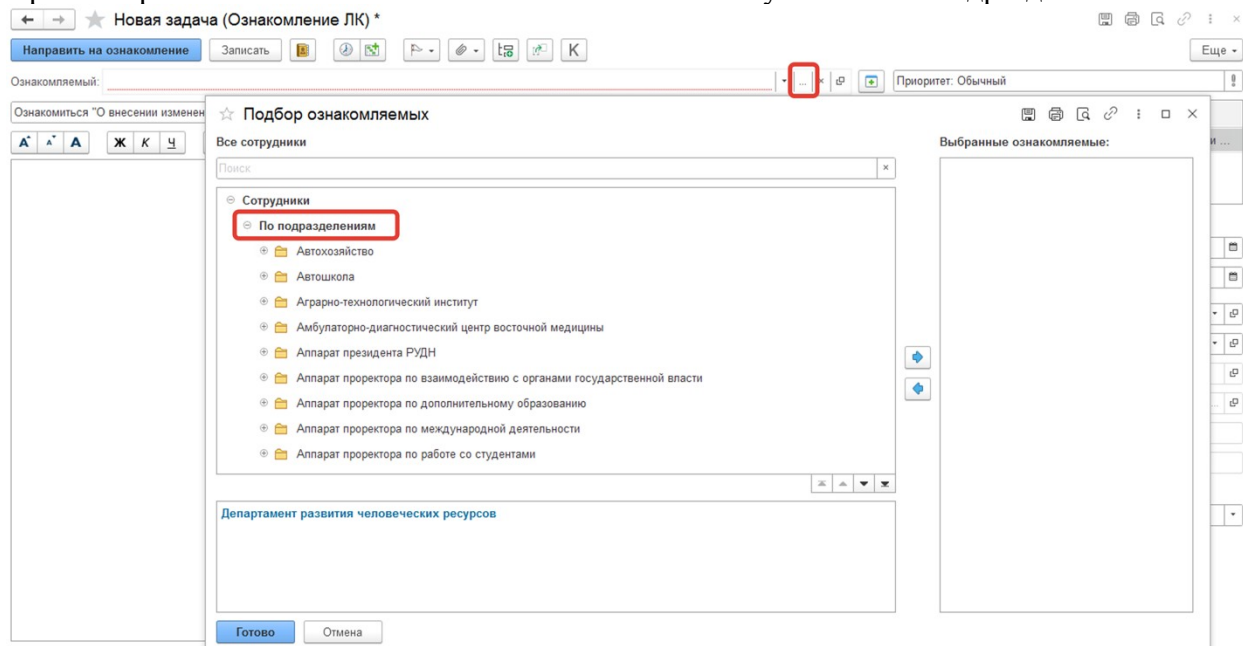 Новая задача (Ознакомление ЛК) *
Направить на ознакомление Записать К Еще
Ознакомляемый: ... Приоритет: Обычный
Ознакомиться "О внесении изменен
Подбор ознакомляемых
А А А Ж К Ч
Все сотрудники Выбранные ознакомляемые: и ...
Поиск
Сотрудники
По подразделениям
Автохозяйство
Автошкола
Аграрно-технологический институт
Амбулаторно-диагностический центр восточной медицины
Аппарат президента РУДН
Аппарат проректора по взаимодействию с органами государственной власти
Аппарат проректора по дополнительному образованию
Аппарат проректора по международной деятельности
Аппарат проректора по работе со студентами
Департамент развития человеческих ресурсов
Готово Отмена